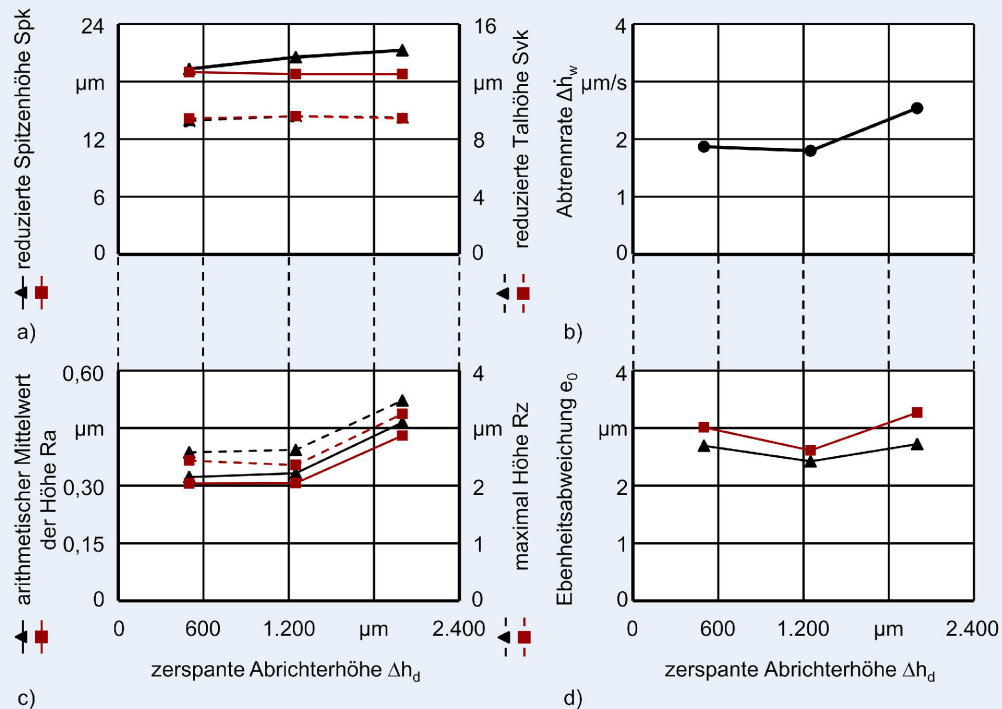 reduzierte Spitzenhöhe Spk
24
µm
12
6
0
16
µm
8
4
0
reduzierte Talhöhe Svk
a)
Abtrennrate Δḣw
4
µm/s
2
1
0
b)
arithmetischer Mittelwert
der Höhe Ra
0,60
µm
0,30
0,15
0
4
µm
2
1
0
maximal Höhe Rz
0
600
1.200
µm
2.400
zerspante Abrichterhöhe Δhd
c)
Ebenheitsabweichung e0
4
µm
2
1
0
0
600
1.200
µm
2.400
zerspante Abrichterhöhe Δhd
d)